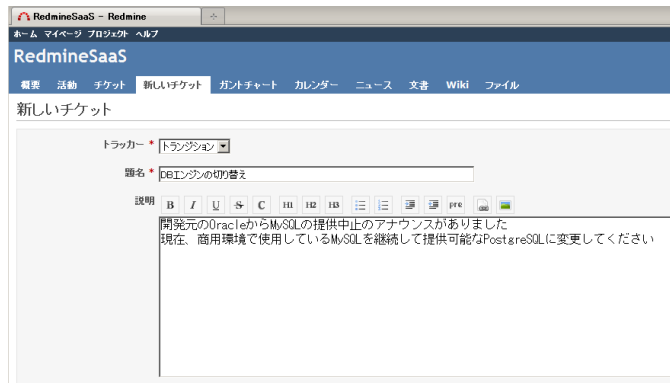 RedmineSaaS - Redmine
ホーム マイページ プロジェクト ヘルプ
RedmineSaaS
概要 活動 チケット 新しいチケット ガントチャート カレンダー ニュース 文書 Wiki ファイル
新しいチケット
トラッカー * トランジション
題名 * DBエンジンの切り替え
説明 B I U S C H1 H2 H3 pre
開発元のOracleからMySQLの提供中止のアナウンスがありました
現在、商用環境で使用しているMySQLを継続して提供可能なPostgreSQLに変更してください